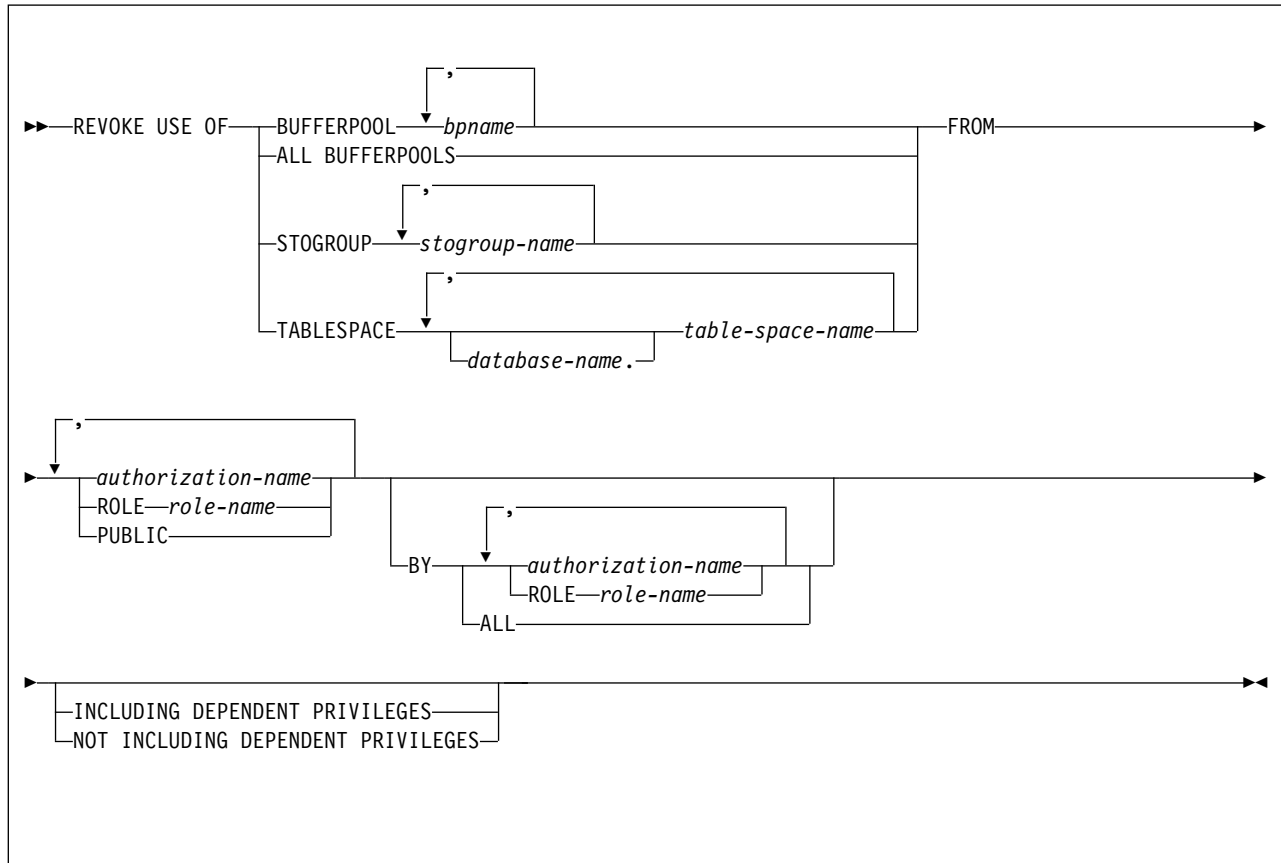 ,
REVOKE USE OF BUFFERPOOL bpname FROM
ALL BUFFERPOOLS
,
STOGROUP stogroup-name
,
TABLESPACE table-space-name
database-name.
,
authorization-name
ROLE role-name
PUBLIC
,
BY authorization-name
ROLE role-name
ALL
INCLUDING DEPENDENT PRIVILEGES
NOT INCLUDING DEPENDENT PRIVILEGES